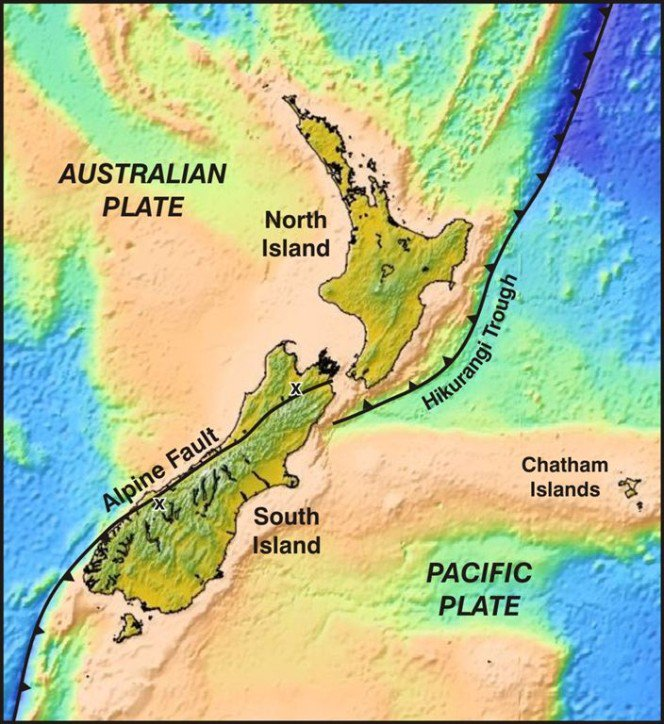 AUSTRALIAN
PLATE
North
Island
Hikurangi Trough
Alpine Fault
x
x
Chatham
Islands
South
Island
PACIFIC
PLATE